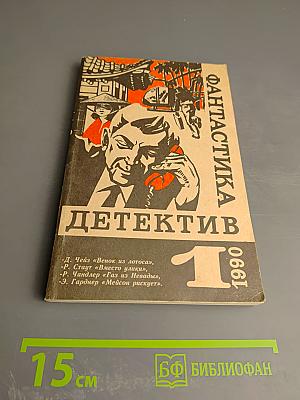 ФАНТАСТИКА
ДЕТЕКТИВ
1
1990
-Д. Чейз «Венок из лотоса»,
-Р. Стаут «Вместо улики»,
-Р. Чандлер «Газ из Невады»,
-Э. Гарднер «Мейсон рискует».
15 см
БФ БИБЛИОФАН